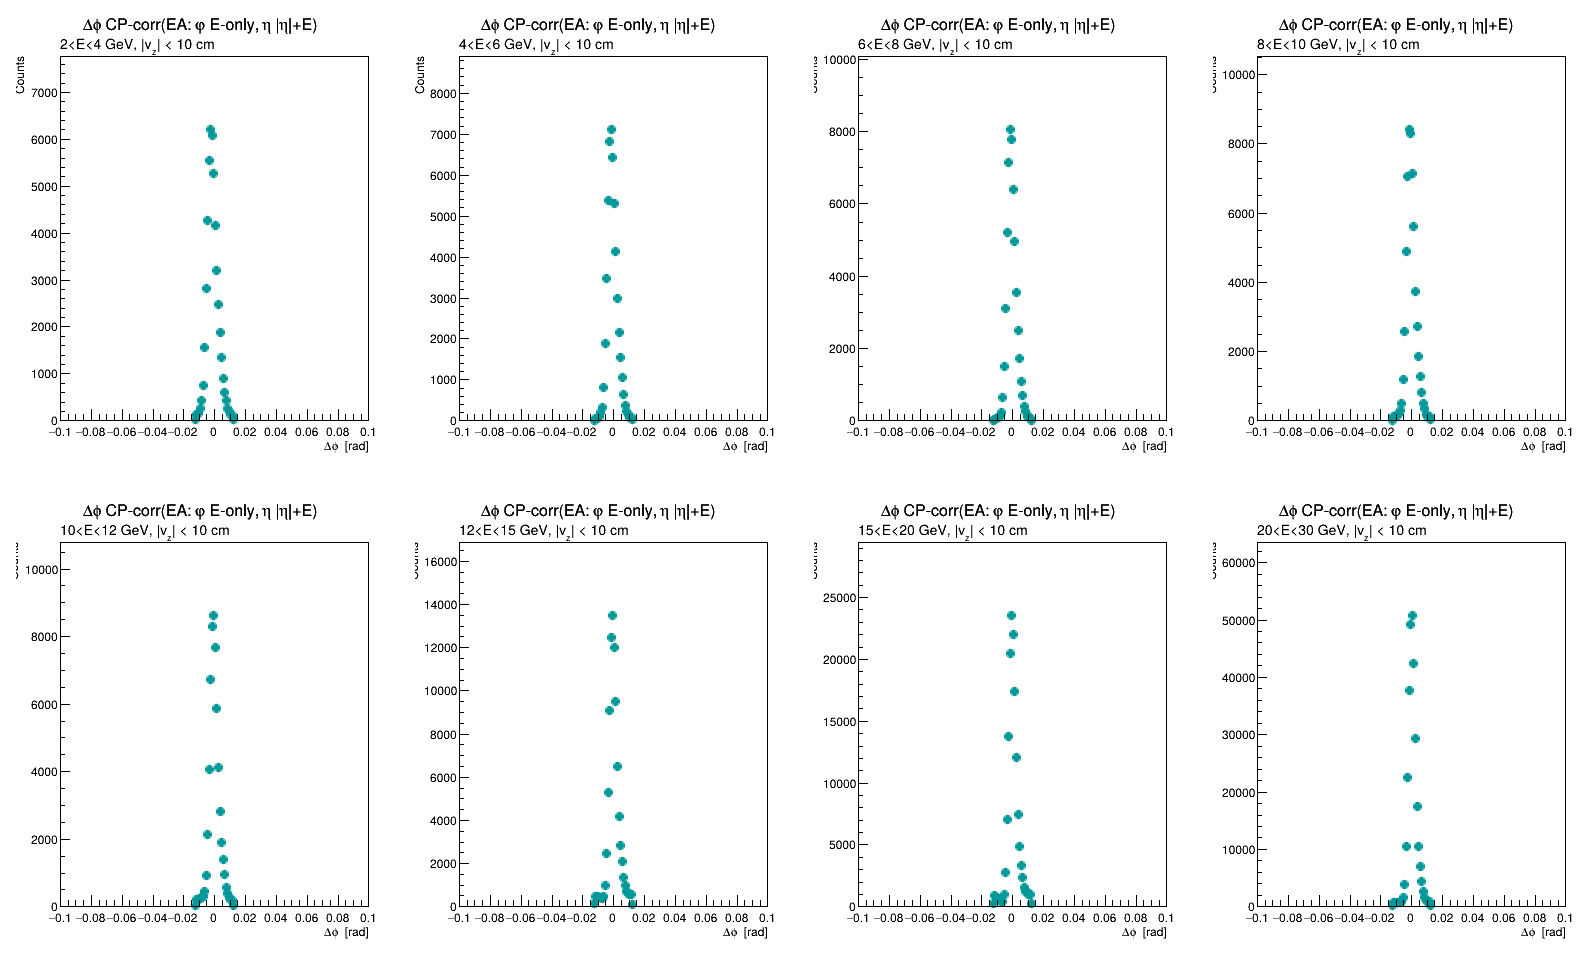 Δφ CP-corr(EA: φ E-only, η |η|+E)
2<E<4 GeV, |v_z| < 10 cm
Counts
7000
6000
5000
4000
3000
2000
1000
0
−0.1 −0.08 −0.06 −0.04 −0.02 0 0.02 0.04 0.06 0.08 0.1
Δφ [rad]
Δφ CP-corr(EA: φ E-only, η |η|+E)
4<E<6 GeV, |v_z| < 10 cm
Counts
8000
7000
6000
5000
4000
3000
2000
1000
0
−0.1 −0.08 −0.06 −0.04 −0.02 0 0.02 0.04 0.06 0.08 0.1
Δφ [rad]
Δφ CP-corr(EA: φ E-only, η |η|+E)
6<E<8 GeV, |v_z| < 10 cm
10000
8000
6000
4000
2000
0
−0.1 −0.08 −0.06 −0.04 −0.02 0 0.02 0.04 0.06 0.08 0.1
Δφ [rad]
Δφ CP-corr(EA: φ E-only, η |η|+E)
8<E<10 GeV, |v_z| < 10 cm
10000
8000
6000
4000
2000
0
−0.1 −0.08 −0.06 −0.04 −0.02 0 0.02 0.04 0.06 0.08 0.1
Δφ [rad]
Δφ CP-corr(EA: φ E-only, η |η|+E)
10<E<12 GeV, |v_z| < 10 cm
Counts
10000
8000
6000
4000
2000
0
−0.1 −0.08 −0.06 −0.04 −0.02 0 0.02 0.04 0.06 0.08 0.1
Δφ [rad]
Δφ CP-corr(EA: φ E-only, η |η|+E)
12<E<15 GeV, |v_z| < 10 cm
Counts
16000
14000
12000
10000
8000
6000
4000
2000
0
−0.1 −0.08 −0.06 −0.04 −0.02 0 0.02 0.04 0.06 0.08 0.1
Δφ [rad]
Δφ CP-corr(EA: φ E-only, η |η|+E)
15<E<20 GeV, |v_z| < 10 cm
Counts
25000
20000
15000
10000
5000
0
−0.1 −0.08 −0.06 −0.04 −0.02 0 0.02 0.04 0.06 0.08 0.1
Δφ [rad]
Δφ CP-corr(EA: φ E-only, η |η|+E)
20<E<30 GeV, |v_z| < 10 cm
Counts
60000
50000
40000
30000
20000
10000
0
−0.1 −0.08 −0.06 −0.04 −0.02 0 0.02 0.04 0.06 0.08 0.1
Δφ [rad]